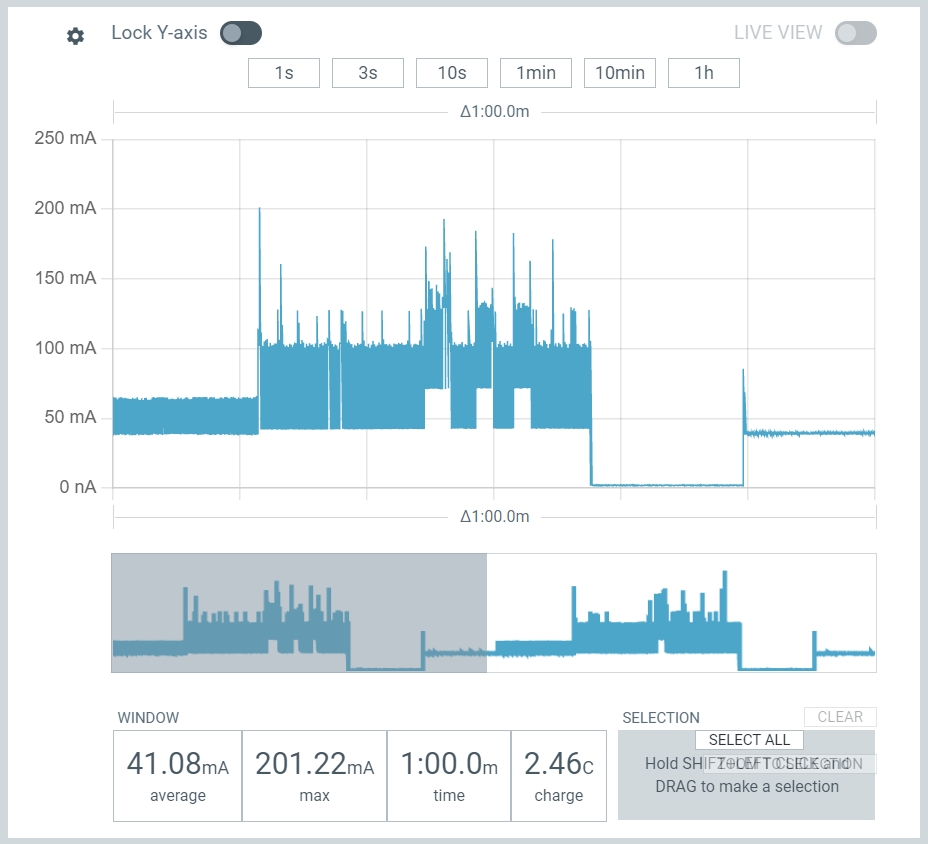 Lock Y-axis
LIVE VIEW
1s
3s
10s
1min
10min
1h
Δ1:00.0m
250 mA
200 mA
150 mA
100 mA
50 mA
0 nA
Δ1:00.0m
WINDOW
41.08mA
average
201.22mA
max
1:00.0m
time
2.46C
charge
SELECTION
CLEAR
SELECT ALL
Hold SHIFT + LEFT CLICK and
ZOOM TO SELECTION
DRAG to make a selection